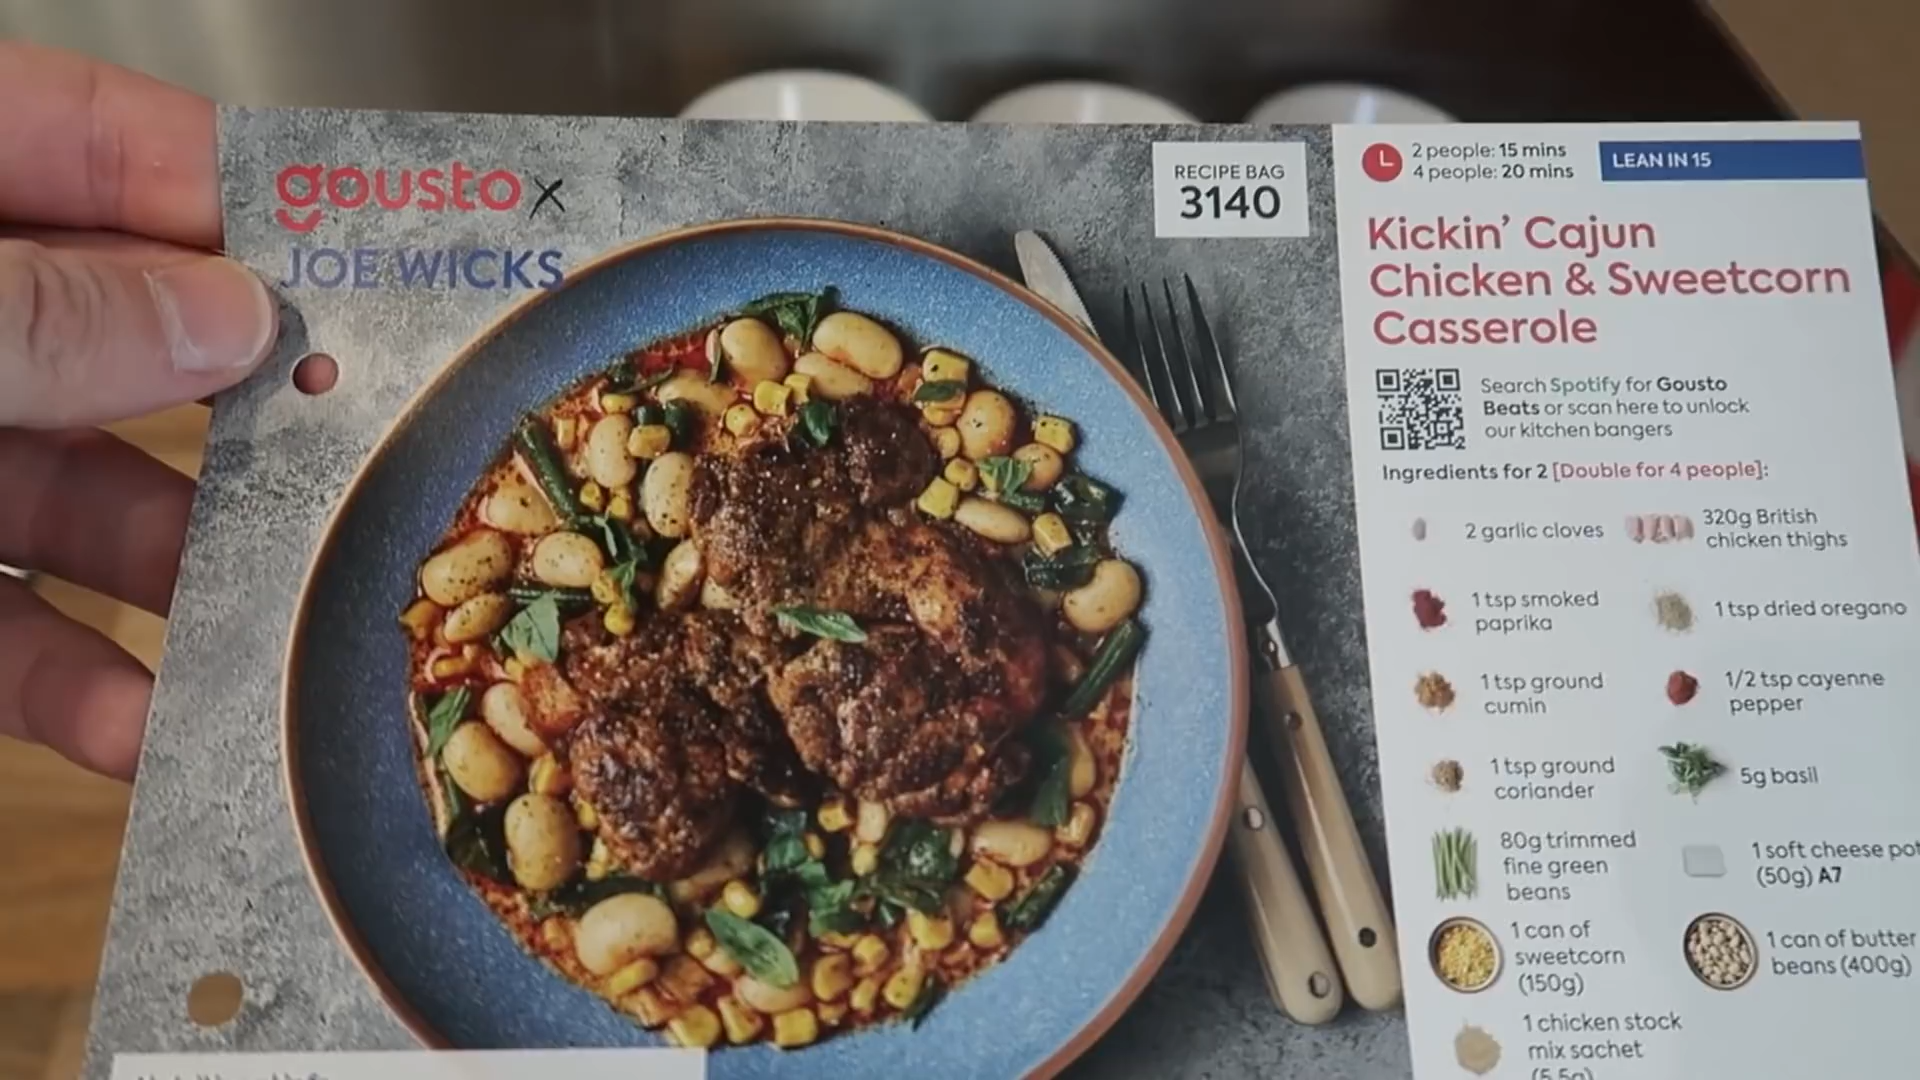 gousto x
JOE WICKS
RECIPE BAG
3140
2 people: 15 mins
4 people: 20 mins
LEAN IN 15
Kickin’ Cajun
Chicken & Sweetcorn
Casserole
Search Spotify for Gousto
Beats or scan here to unlock
our kitchen bangers
Ingredients for 2 [Double for 4 people]:
2 garlic cloves
320g British
chicken thighs
1 tsp smoked
paprika
1 tsp dried oregano
1 tsp ground
cumin
1/2 tsp cayenne
pepper
1 tsp ground
coriander
5g basil
80g trimmed
fine green
beans
1 soft cheese pot
(50g) A7
1 can of
sweetcorn
(150g)
1 can of butter
beans (400g)
1 chicken stock
mix sachet
(5.5g)